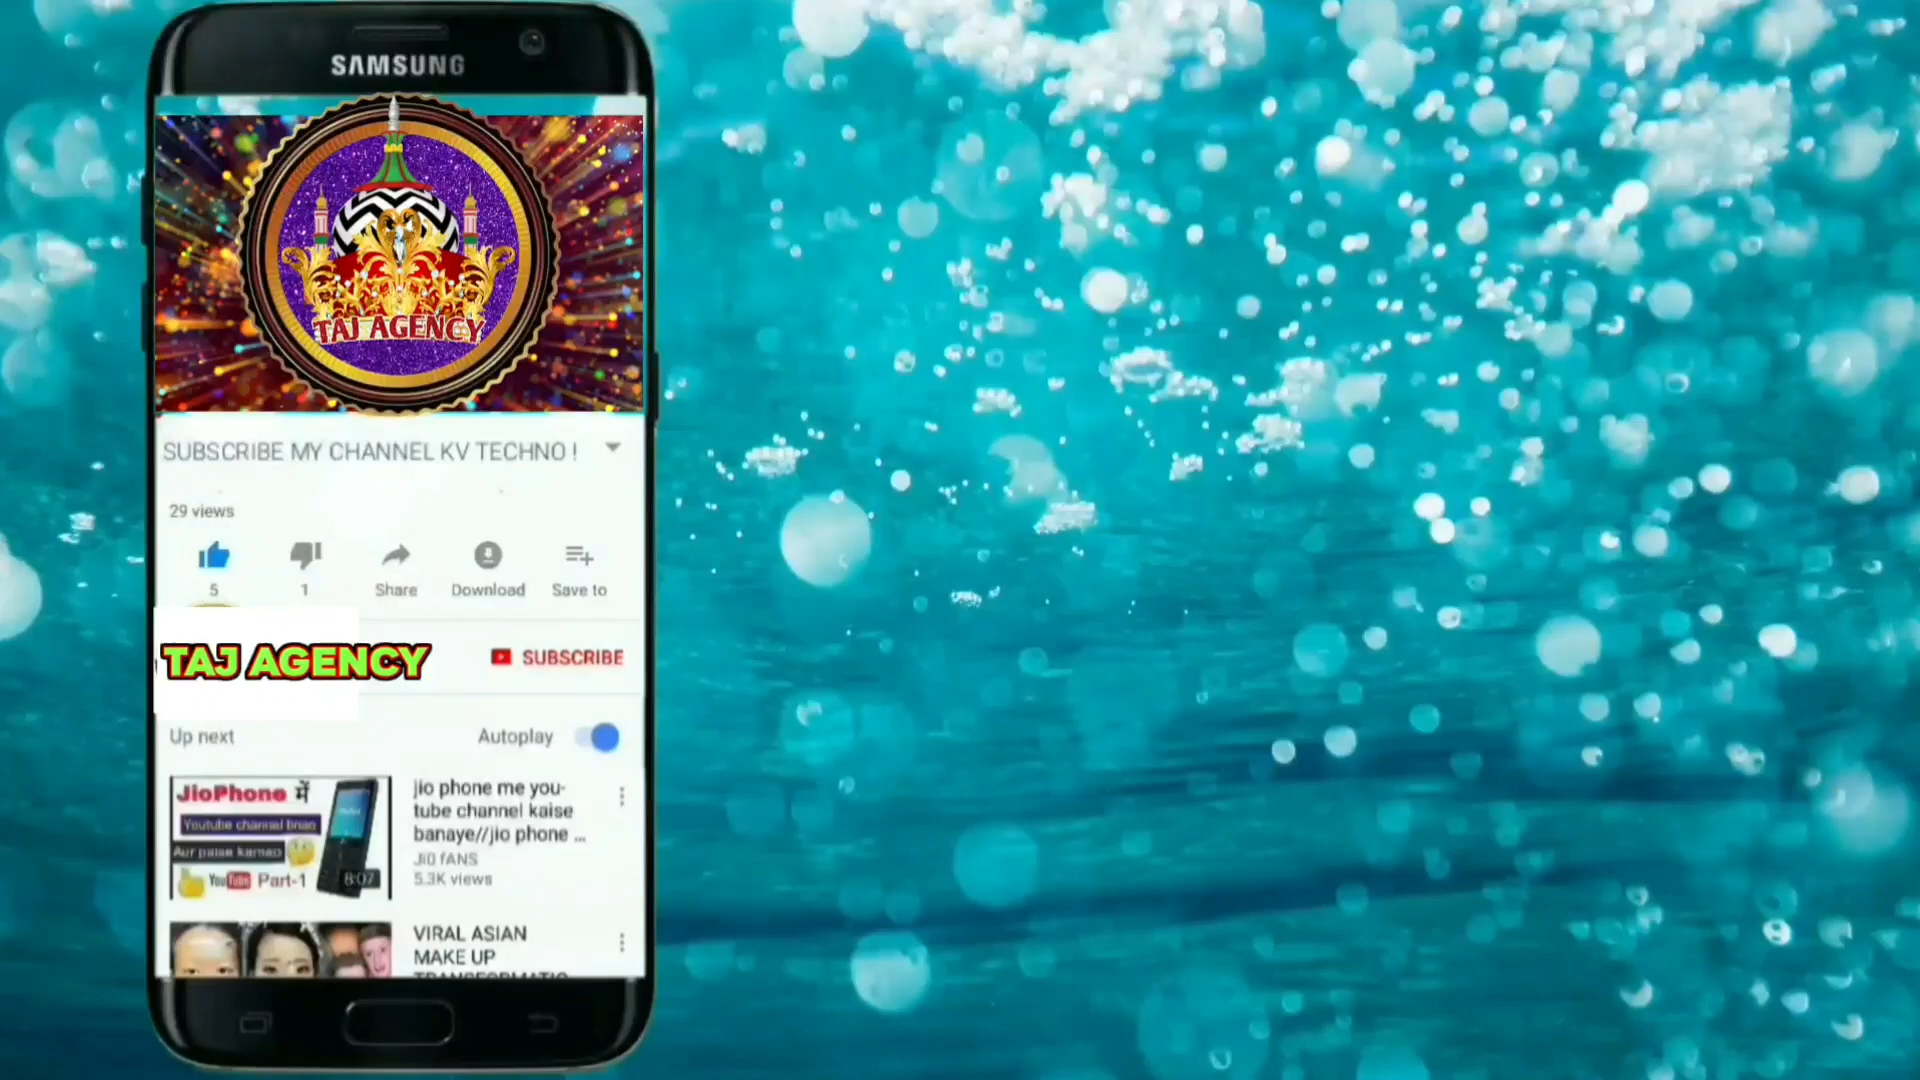 SAMSUNG
TAJ AGENCY
SUBSCRIBE MY CHANNEL KV TECHNO !
29 views
5
1
Share
Download
Save to
TAJ AGENCY
SUBSCRIBE
Up next
Autoplay
JioPhone में
Youtube channel bnao
Aur paise kamao
YouTube Part-1
8:07
jio phone me you-
tube channel kaise
banaye//jio phone ...
JiO fANS
5.3K views
VIRAL ASIAN
MAKE UP